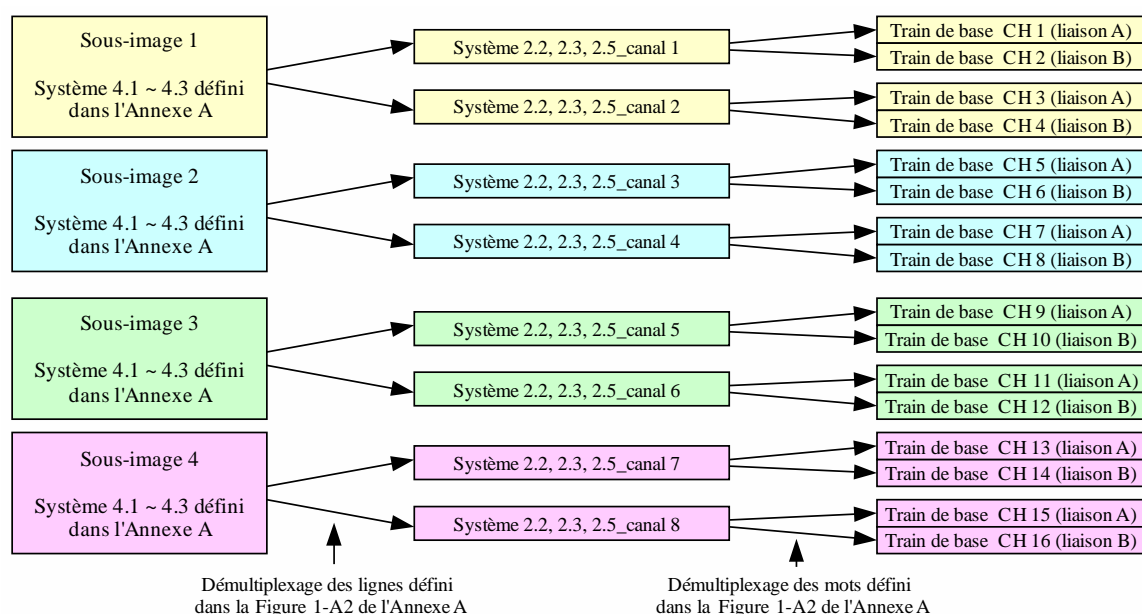 Sous-image 1
Système 4.1 ~ 4.3 défini
dans l'Annexe A
Système 2.2, 2.3, 2.5_canal 1
Système 2.2, 2.3, 2.5_canal 2
Train de base CH 1 (liaison A)
Train de base CH 2 (liaison B)
Train de base CH 3 (liaison A)
Train de base CH 4 (liaison B)
Sous-image 2
Système 4.1 ~ 4.3 défini
dans l'Annexe A
Système 2.2, 2.3, 2.5_canal 3
Système 2.2, 2.3, 2.5_canal 4
Train de base CH 5 (liaison A)
Train de base CH 6 (liaison B)
Train de base CH 7 (liaison A)
Train de base CH 8 (liaison B)
Sous-image 3
Système 4.1 ~ 4.3 défini
dans l'Annexe A
Système 2.2, 2.3, 2.5_canal 5
Système 2.2, 2.3, 2.5_canal 6
Train de base CH 9 (liaison A)
Train de base CH 10 (liaison B)
Train de base CH 11 (liaison A)
Train de base CH 12 (liaison B)
Sous-image 4
Système 4.1 ~ 4.3 défini
dans l'Annexe A
Système 2.2, 2.3, 2.5_canal 7
Système 2.2, 2.3, 2.5_canal 8
Train de base CH 13 (liaison A)
Train de base CH 14 (liaison B)
Train de base CH 15 (liaison A)
Train de base CH 16 (liaison B)
Démultiplexage des lignes défini
dans la Figure 1-A2 de l'Annexe A
Démultiplexage des mots défini
dans la Figure 1-A2 de l'Annexe A